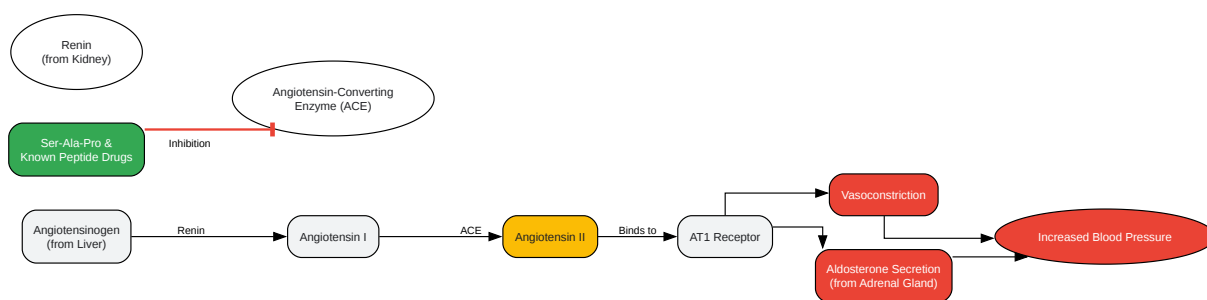 Renin
(from Kidney)
Angiotensin-Converting
Enzyme (ACE)
Ser-Ala-Pro &
Known Peptide Drugs
Inhibition
Angiotensinogen
(from Liver)
Renin
Angiotensin I
ACE
Angiotensin II
Binds to
AT1 Receptor
Vasoconstriction
Aldosterone Secretion
(from Adrenal Gland)
Increased Blood Pressure